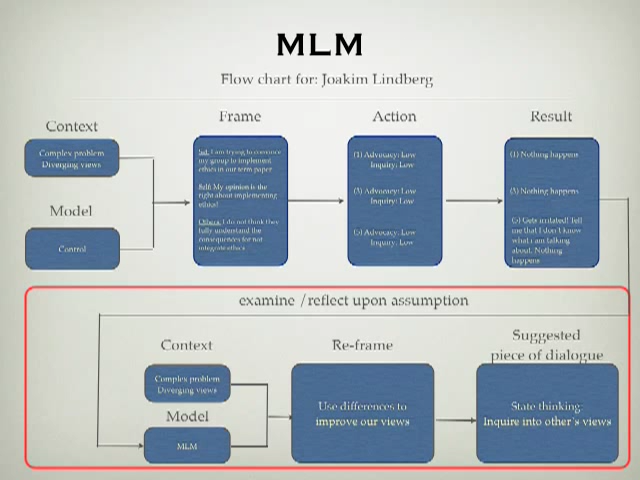 MLM
Flow chart for: Joakim Lindberg
Context
Complex problem
Diverging views
Model
Control
Frame
Sit: I am trying to convince
my group to implement
ethics in our term paper
Self: My opinion is the
right about implementing
ethics!
Others: I do not think they
fully understand the
consequences for not
integrate ethics
Action
(1) Advocacy: Low
Inquiry: Low
(3) Advocacy: Low
Inquiry: Low
(5) Advocacy: Low
Inquiry: Low
Result
(1) Nothing happens
(3) Nothing happens
(5) Gets irritated! Tell
me that I don't know
what i am talking
about. Nothing
happens
examine /reflect upon assumption
Context
Complex problem
Diverging views
Model
MLM
Re-frame
Use differences to
improve our views
Suggested
piece of dialogue
State thinking:
Inquire into other's views